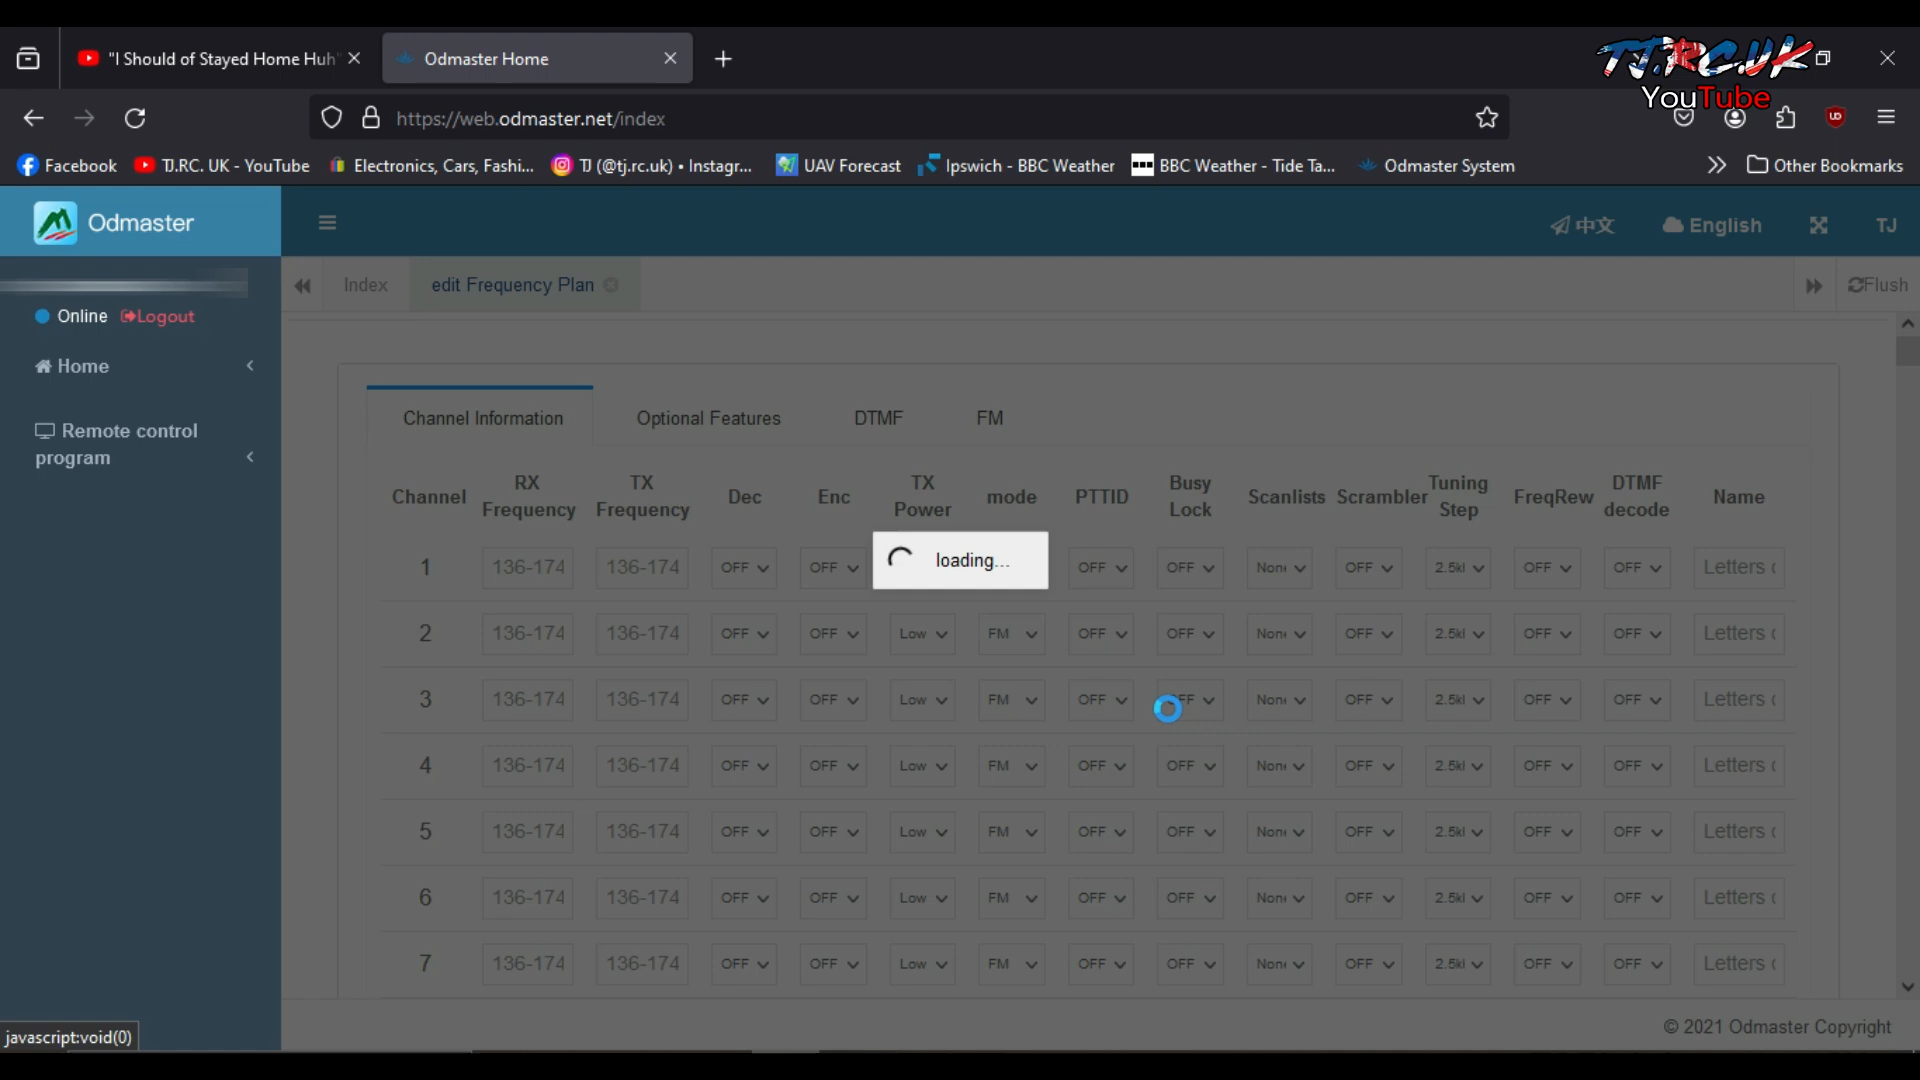 "I Should of Stayed Home Huh"
Odmaster Home
TJ.RC.UK
YouTube
https://web.odmaster.net/index
Facebook
TJ.RC. UK - YouTube
Electronics, Cars, Fashi...
TJ (@tj.rc.uk) • Instagr...
UAV Forecast
Ipswich - BBC Weather
BBC Weather - Tide Ta...
Odmaster System
Other Bookmarks
Odmaster
中文
English
TJ
Index
edit Frequency Plan
Flush
Online
Logout
Home
Remote control
program
Channel Information
Optional Features
DTMF
FM
Channel
RX
Frequency
TX
Frequency
Dec
Enc
TX
Power
mode
PTTID
Busy
Lock
Scanlists
Scrambler
Tuning
Step
FreqRew
DTMF
decode
Name
1 136-174 136-174 OFF OFF OFF OFF None OFF 2.5k OFF OFF Letters
loading...
2 136-174 136-174 OFF OFF Low FM OFF OFF None OFF 2.5k OFF OFF Letters
3 136-174 136-174 OFF OFF Low FM OFF OFF None OFF 2.5k OFF OFF Letters
4 136-174 136-174 OFF OFF Low FM OFF OFF None OFF 2.5k OFF OFF Letters
5 136-174 136-174 OFF OFF Low FM OFF OFF None OFF 2.5k OFF OFF Letters
6 136-174 136-174 OFF OFF Low FM OFF OFF None OFF 2.5k OFF OFF Letters
7 136-174 136-174 OFF OFF Low FM OFF OFF None OFF 2.5k OFF OFF Letters
© 2021 Odmaster Copyright
javascript:void(0)